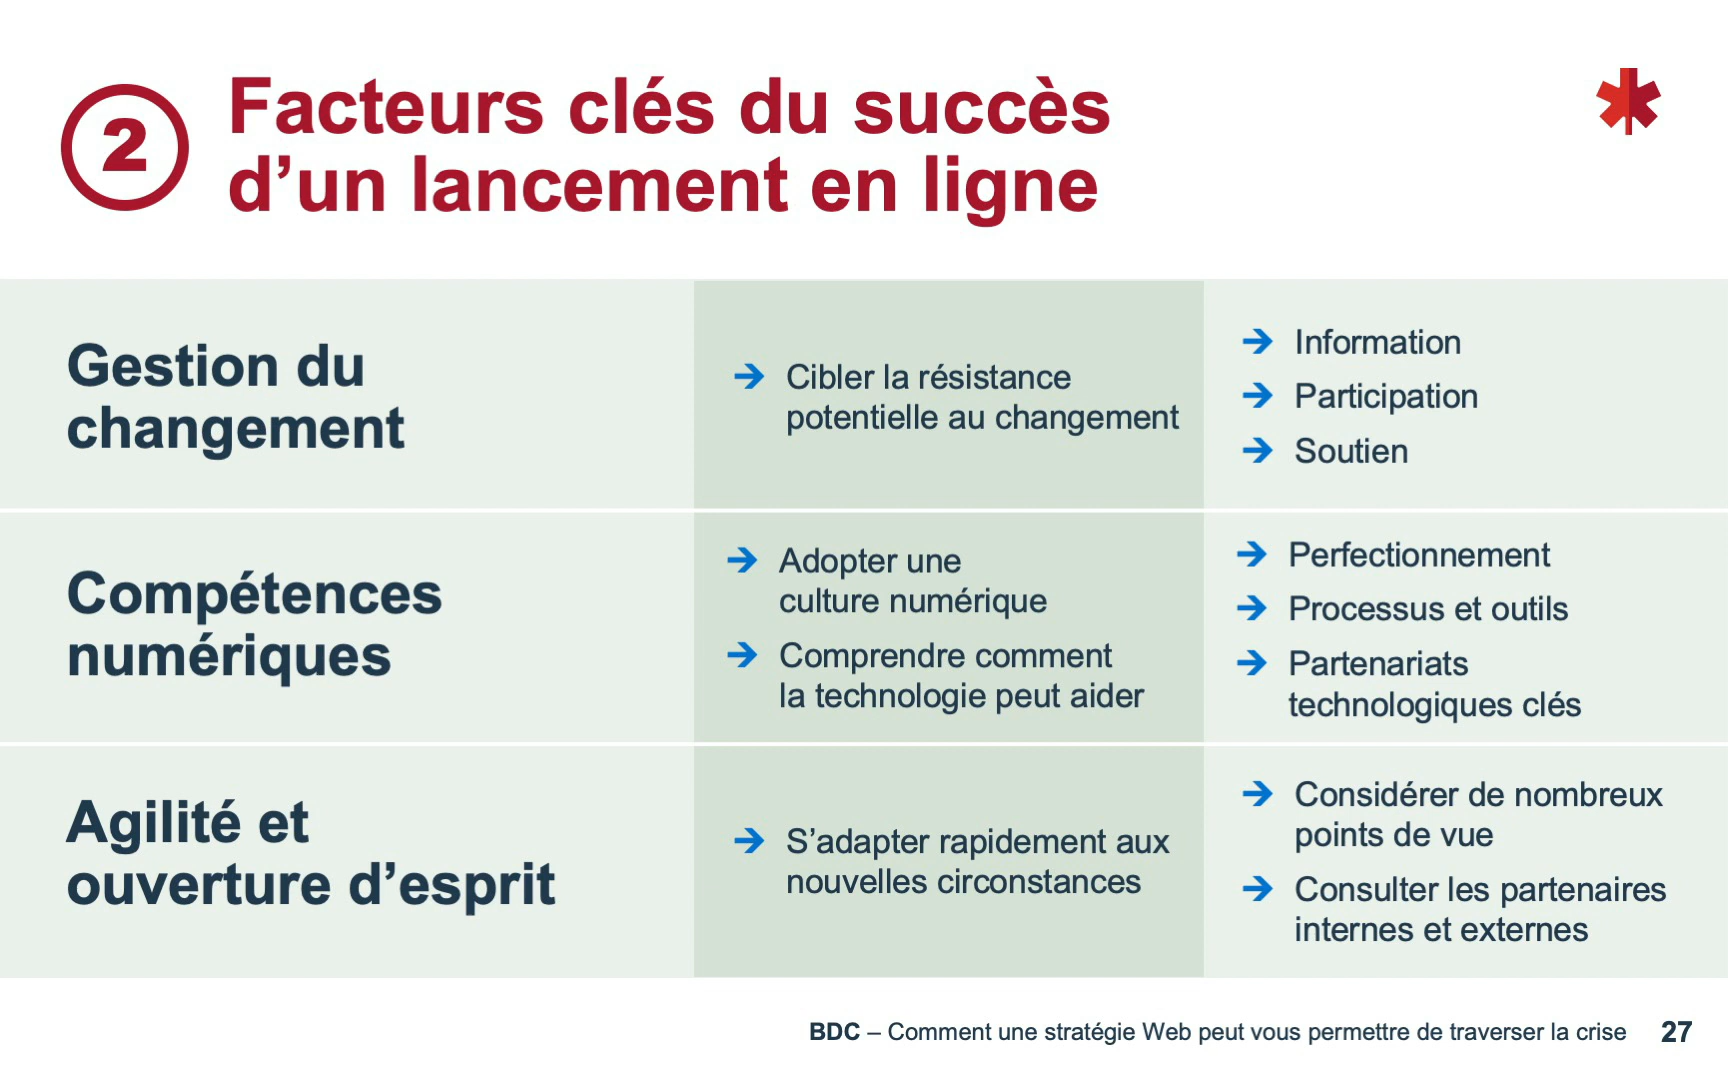 2
Facteurs clés du succès
d’un lancement en ligne
Gestion du
changement
➔ Cibler la résistance
potentielle au changement
➔ Information
➔ Participation
➔ Soutien
Compétences
numériques
➔ Adopter une
culture numérique
➔ Comprendre comment
la technologie peut aider
➔ Perfectionnement
➔ Processus et outils
➔ Partenariats
technologiques clés
Agilité et
ouverture d’esprit
➔ S’adapter rapidement aux
nouvelles circonstances
➔ Considérer de nombreux
points de vue
➔ Consulter les partenaires
internes et externes
BDC – Comment une stratégie Web peut vous permettre de traverser la crise 27